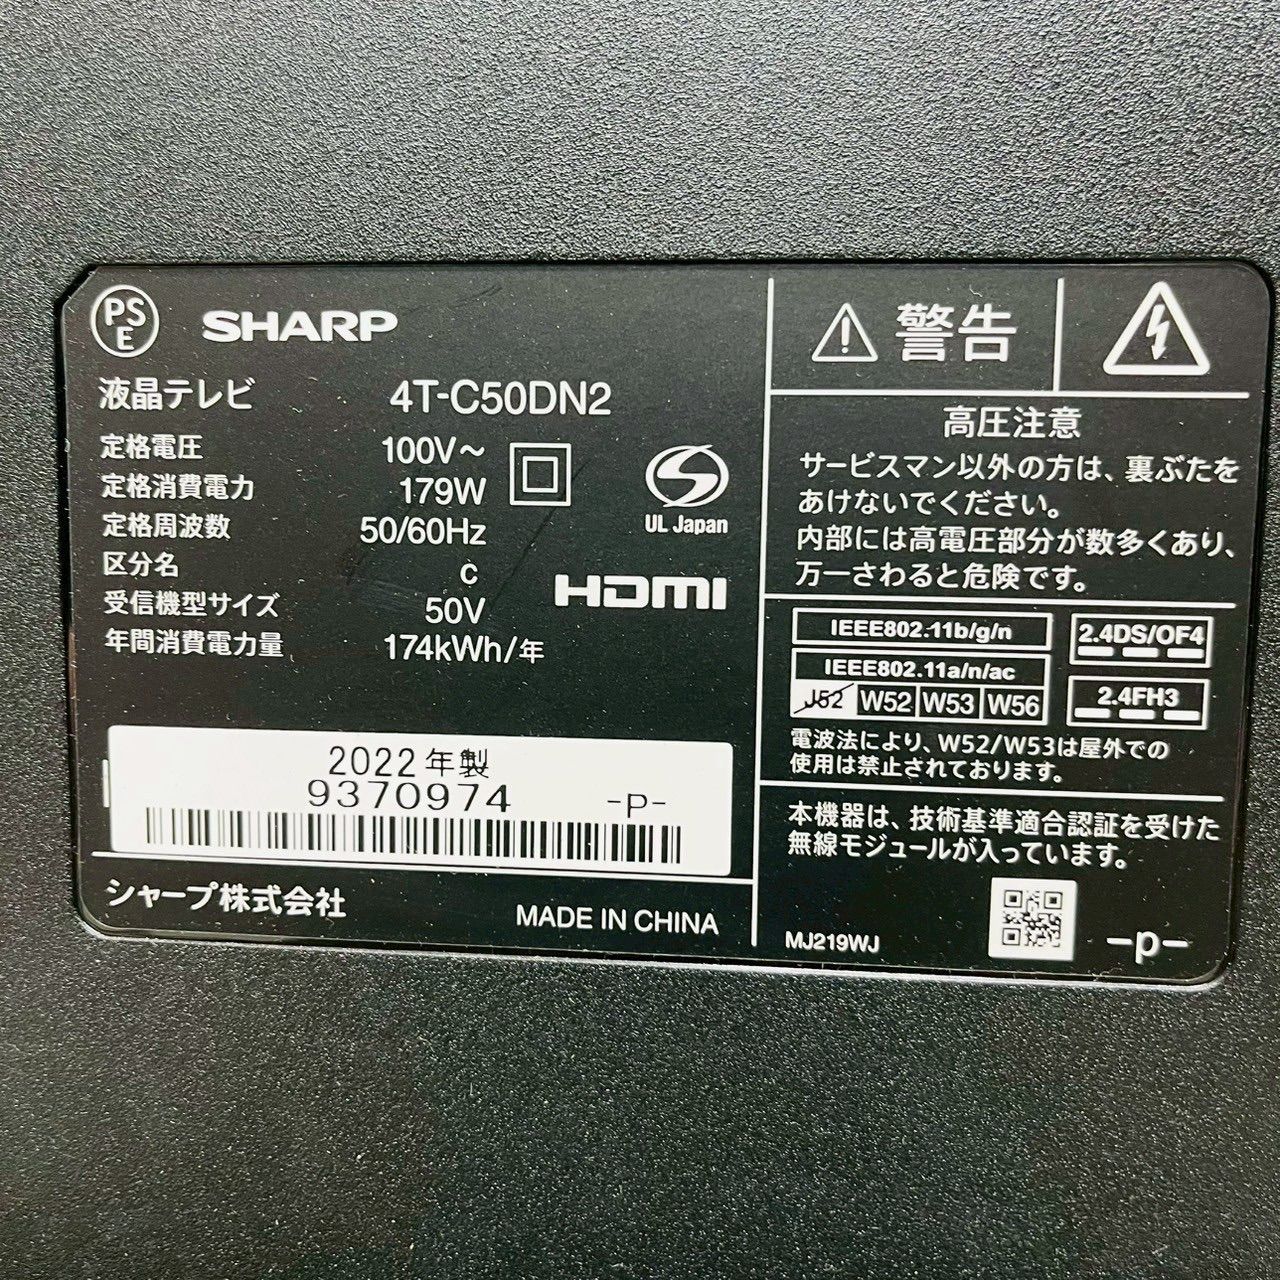 PS
E
SHARP
液晶テレビ 4T-C50DN2
定格電圧 100V～
定格消費電力 179W
定格周波数 50/60Hz
区分名 c
受信機型サイズ 50V
年間消費電力量 174kWh/年
UL Japan
HDMI
2022年製
9370974 -P-
シャープ株式会社
MADE IN CHINA
警告
高圧注意
サービスマン以外の方は、裏ぶたを
あけないでください。
内部には高電圧部分が数多くあり、
万一さわると危険です。
IEEE802.11b/g/n
IEEE802.11a/n/ac
J52 W52 W53 W56
2.4DS/OF4
2.4FH3
電波法により、W52/W53は屋外での
使用は禁止されております。
本機器は、技術基準適合認証を受けた
無線モジュールが入っています。
MJ219WJ
-p-